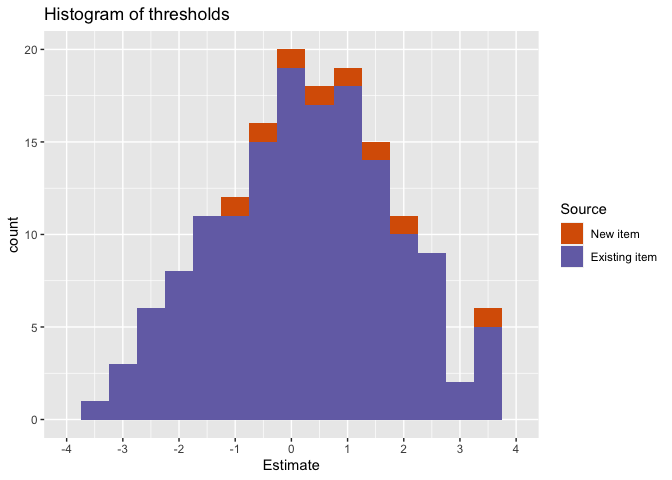 Histogram of thresholds
20
15
10
5
0
count
-4 -3 -2 -1 0 1 2 3 4
Estimate
Source
New item
Existing item